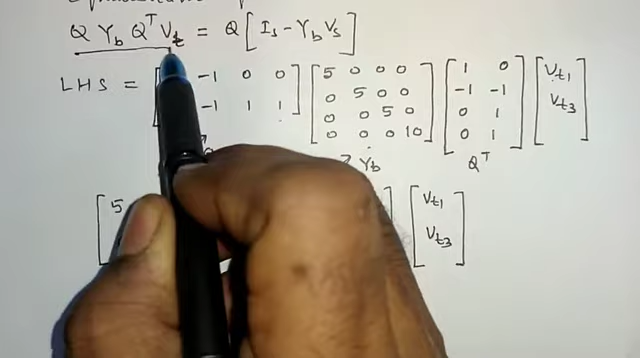 Q Y_b Q^T V_t = Q [ I_s - Y_b V_s ]
LHS = [ -1 0 0 ] [ 5 0 0 0 ] [ 1 0 ] [ V_t1 ]
-1 1 1 0 5 0 0 -1 -1 V_t3
0 0 5 0 0 1
0 0 0 10 0 1
Y_b Q^T
[ 5 ] [ V_t1 ]
V_t3